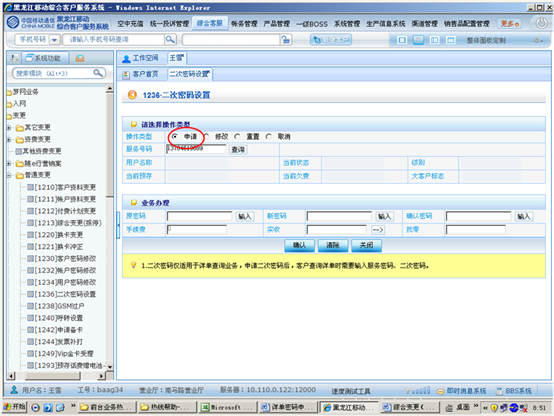 黑龙江移动综合客户服务系统 - Windows Internet Explorer
中国移动通信 CHINA MOBILE 黑龙江移动 综合客户服务系统 空中充值 统一投诉管理 综合客服 账务管理 产品管理 一级BOSS 系统管理 生产信息系统 渠道管理 销售品配置管理 更多
手机号码 请输入手机号码查询 快速接触 整体面板定制
系统功能 工作空间 王雪
搜索模块 (Alt+3) 客户首页 二次密码设置
梦网业务
入网
变更
其它变更
资费变更
其他资费变更
随e行营销案
普通变更
[1210]客户资料变更
[1211]帐户资料变更
[1212]付费计划变更
[1213]综合变更(报停)
[1220]换卡变更
[1221]换卡冲正
[1230]客户密码修改
[1232]帐户密码修改
[1234]用户密码修改
[1236]二次密码设置
[1238]GSM过户
[1240]呼转设置
[1242]申请备卡
[1244]发票补打
[1249]Vip金卡受理
[1293]存话费赠电池
1236-二次密码设置
请选择操作类型
操作类型 申请 修改 重置 取消
服务号码 查询
用户名称 当前状态 级别
当前预存 当前欠费 大客户标志
业务办理
原密码 输入 新密码 输入 确认密码 输入
手续费 0 实收 --> 找零
确认 清除 关闭
1.二次密码仅适用于详单查询业务，申请二次密码后，客户查询详单时需要输入服务密码、二次密码。
用户名：王雪 工号：baag34 营业厅：南马路营业厅 服务器：10.110.0.122:12000 速度测试工具 即时消息系统 BBS系统
开始 前台业务热... 热线帮助-... Microsoft ... 详单密码申... 黑龙江移动... 综合变更( 桌面 8:51